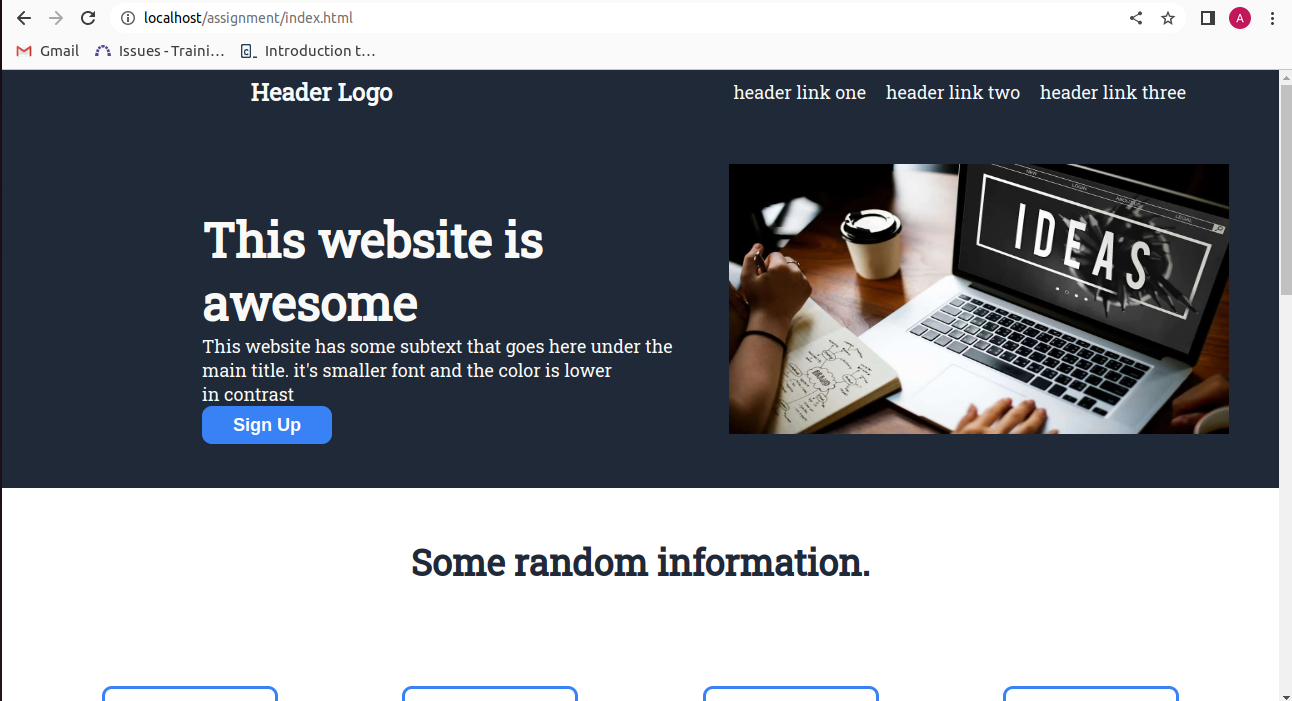 localhost/assignment/index.html
A
Gmail Issues - Traini... Introduction t...
Header Logo header link one header link two header link three
This website is
awesome
This website has some subtext that goes here under the
main title. it's smaller font and the color is lower
in contrast
Sign Up
LOGIN
IDEAS
Some random information.